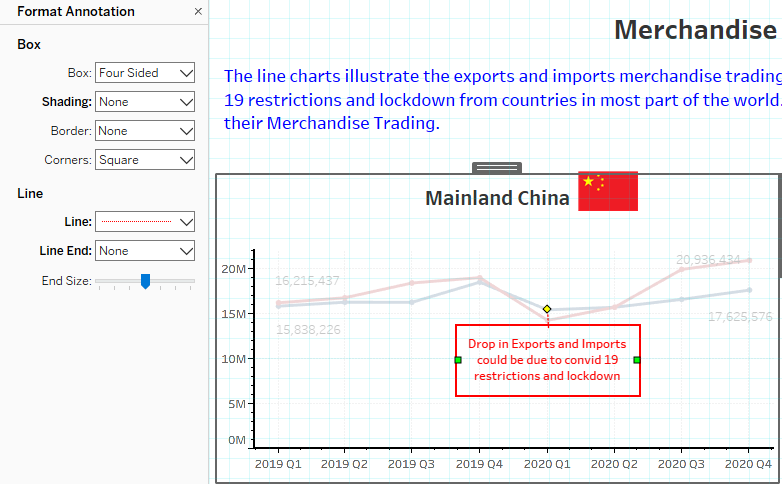 Format Annotation ×
Box
Box: Four Sided
Shading: None
Border: None
Corners: Square
Line
Line:
Line End: None
End Size:
Merchandise
The line charts illustrate the exports and imports merchandise trading
19 restrictions and lockdown from countries in most part of the world.
their Merchandise Trading.
Mainland China
20M
15M
10M
5M
0M
16,215,437
15,838,226
20,936,434
17,625,576
Drop in Exports and Imports
could be due to convid 19
restrictions and lockdown
2019 Q1 2019 Q2 2019 Q3 2019 Q4 2020 Q1 2020 Q2 2020 Q3 2020 Q4